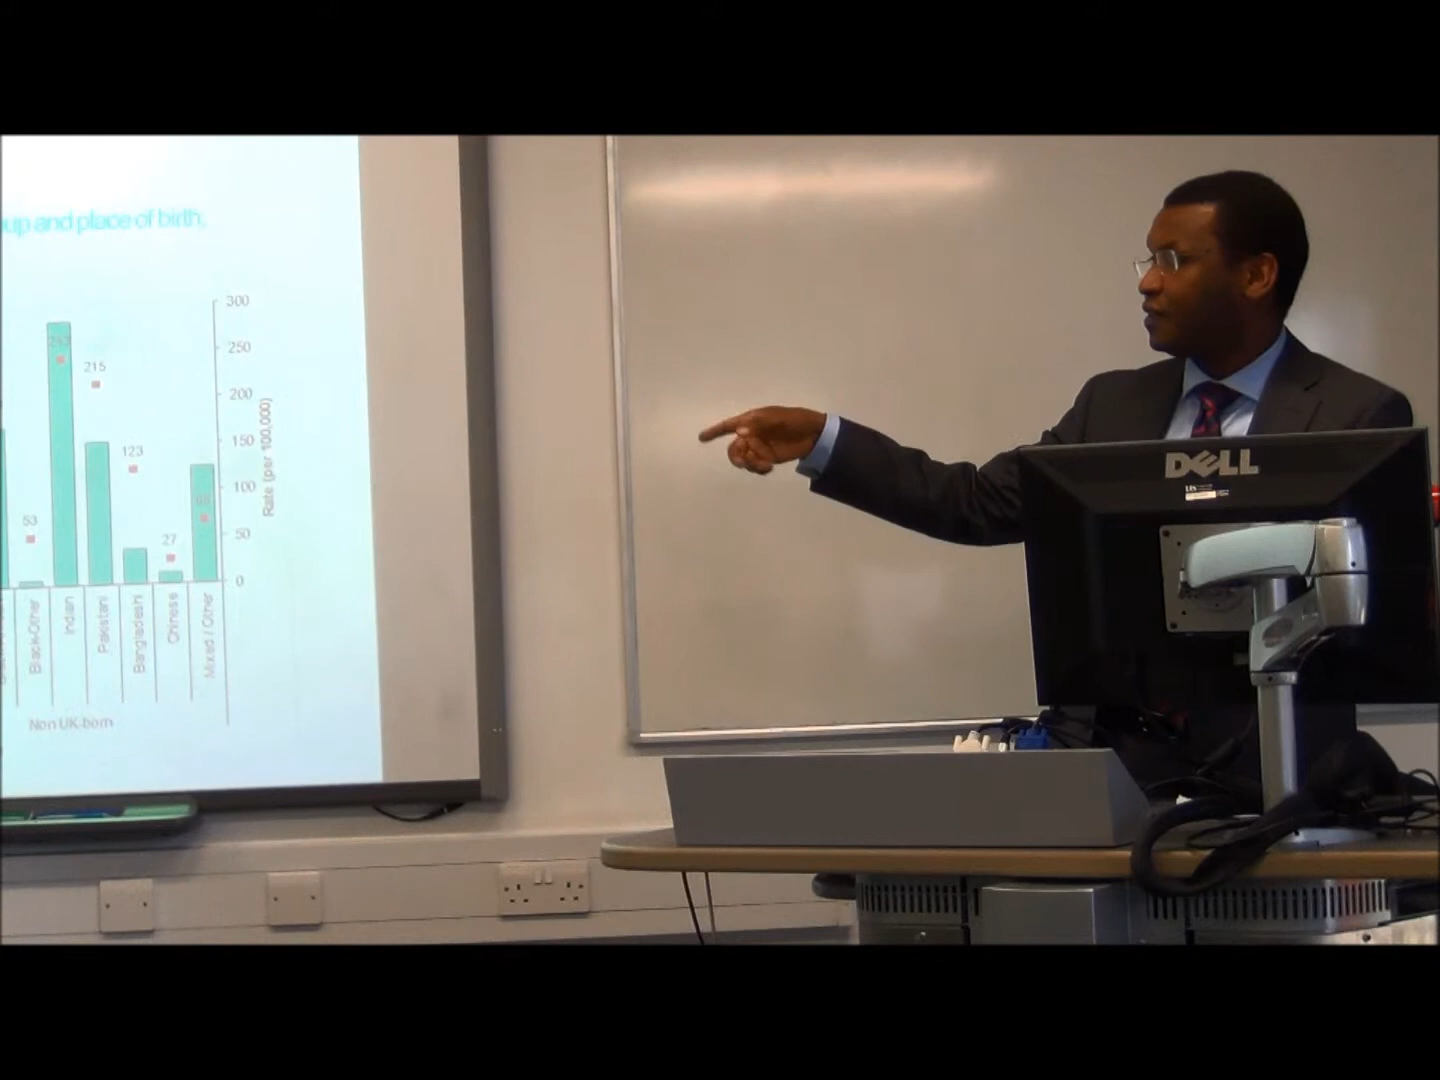 up and place of birth,
300
250
200
150
100
50
0
Rate (per 100,000)
243
215
123
53
27
Black-Other
Indian
Pakistani
Bangladeshi
Chinese
Mixed / Other
Non UK-born
DELL